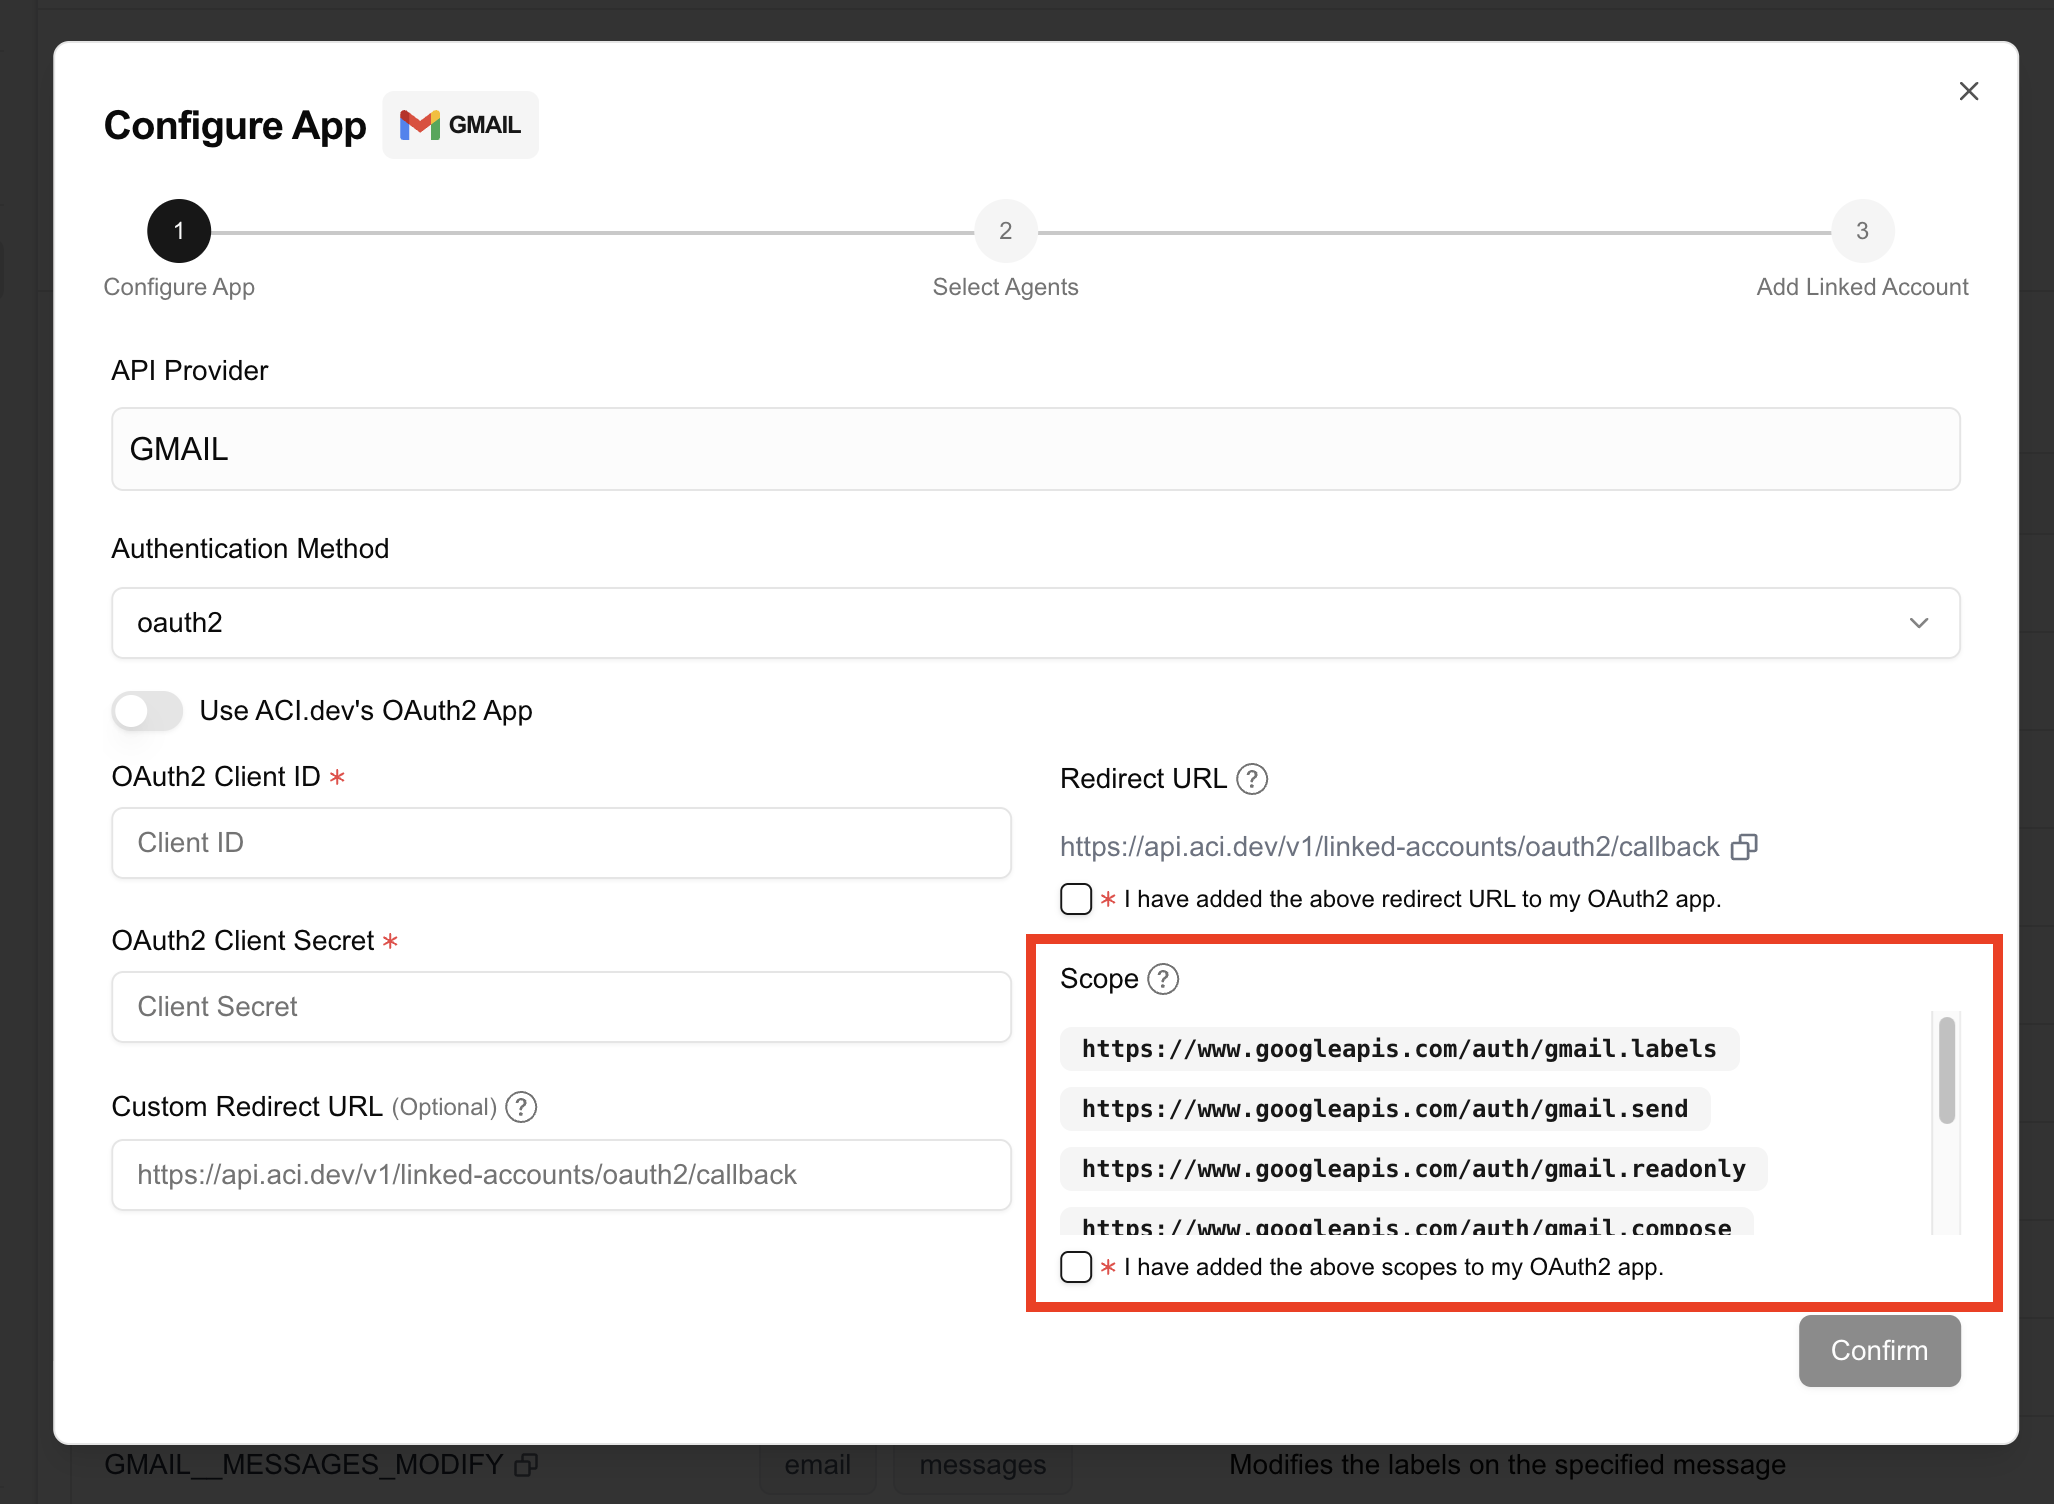 Configure App GMAIL
1
2
3
Configure App
Select Agents
Add Linked Account
API Provider
GMAIL
Authentication Method
oauth2
Use ACI.dev's OAuth2 App
OAuth2 Client ID *
Client ID
OAuth2 Client Secret *
Client Secret
Custom Redirect URL (Optional) ?
https://api.aci.dev/v1/linked-accounts/oauth2/callback
Redirect URL ?
https://api.aci.dev/v1/linked-accounts/oauth2/callback
* I have added the above redirect URL to my OAuth2 app.
Scope ?
https://www.googleapis.com/auth/gmail.labels
https://www.googleapis.com/auth/gmail.send
https://www.googleapis.com/auth/gmail.readonly
https://www.googleapis.com/auth/gmail.compose
* I have added the above scopes to my OAuth2 app.
Confirm
GMAIL__MESSAGES_MODIFY email messages Modifies the labels on the specified message